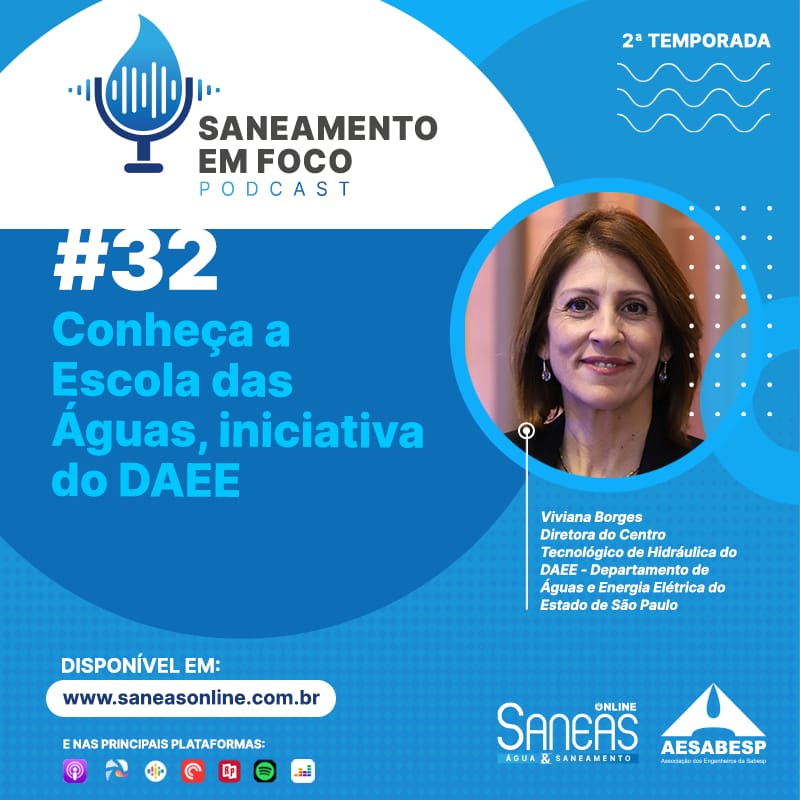 2ª TEMPORADA
SANEAMENTO
EM FOCO
PODCAST
#32
Conheça a
Escola das
Águas, iniciativa
do DAEE
Viviana Borges
Diretora do Centro
Tecnológico de Hidráulica do
DAEE - Departamento de
Águas e Energia Elétrica do
Estado de São Paulo
DISPONÍVEL EM:
www.saneasonline.com.br
E NAS PRINCIPAIS PLATAFORMAS:
ONLINE
SANEAS
ÁGUA & SANEAMENTO
AESABESP
Associação dos Engenheiros da Sabesp